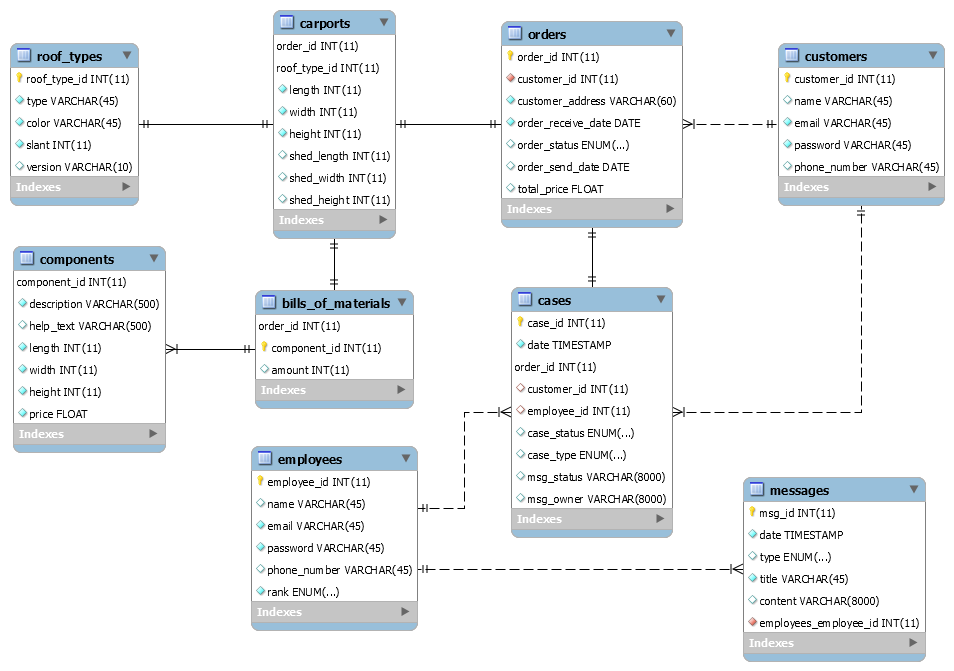 roof_types
roof_type_id INT(11)
type VARCHAR(45)
color VARCHAR(45)
slant INT(11)
version VARCHAR(10)
Indexes
carports
order_id INT(11)
roof_type_id INT(11)
length INT(11)
width INT(11)
height INT(11)
shed_length INT(11)
shed_width INT(11)
shed_height INT(11)
Indexes
orders
order_id INT(11)
customer_id INT(11)
customer_address VARCHAR(60)
order_receive_date DATE
order_status ENUM(...)
order_send_date DATE
total_price FLOAT
Indexes
customers
customer_id INT(11)
name VARCHAR(45)
email VARCHAR(45)
password VARCHAR(45)
phone_number VARCHAR(45)
Indexes
components
component_id INT(11)
description VARCHAR(500)
help_text VARCHAR(500)
length INT(11)
width INT(11)
height INT(11)
price FLOAT
Indexes
bills_of_materials
order_id INT(11)
component_id INT(11)
amount INT(11)
Indexes
cases
case_id INT(11)
date TIMESTAMP
order_id INT(11)
customer_id INT(11)
employee_id INT(11)
case_status ENUM(...)
case_type ENUM(...)
msg_status VARCHAR(8000)
msg_owner VARCHAR(8000)
Indexes
employees
employee_id INT(11)
name VARCHAR(45)
email VARCHAR(45)
password VARCHAR(45)
phone_number VARCHAR(45)
rank ENUM(...)
Indexes
messages
msg_id INT(11)
date TIMESTAMP
type ENUM(...)
title VARCHAR(45)
content VARCHAR(8000)
employees_employee_id INT(11)
Indexes